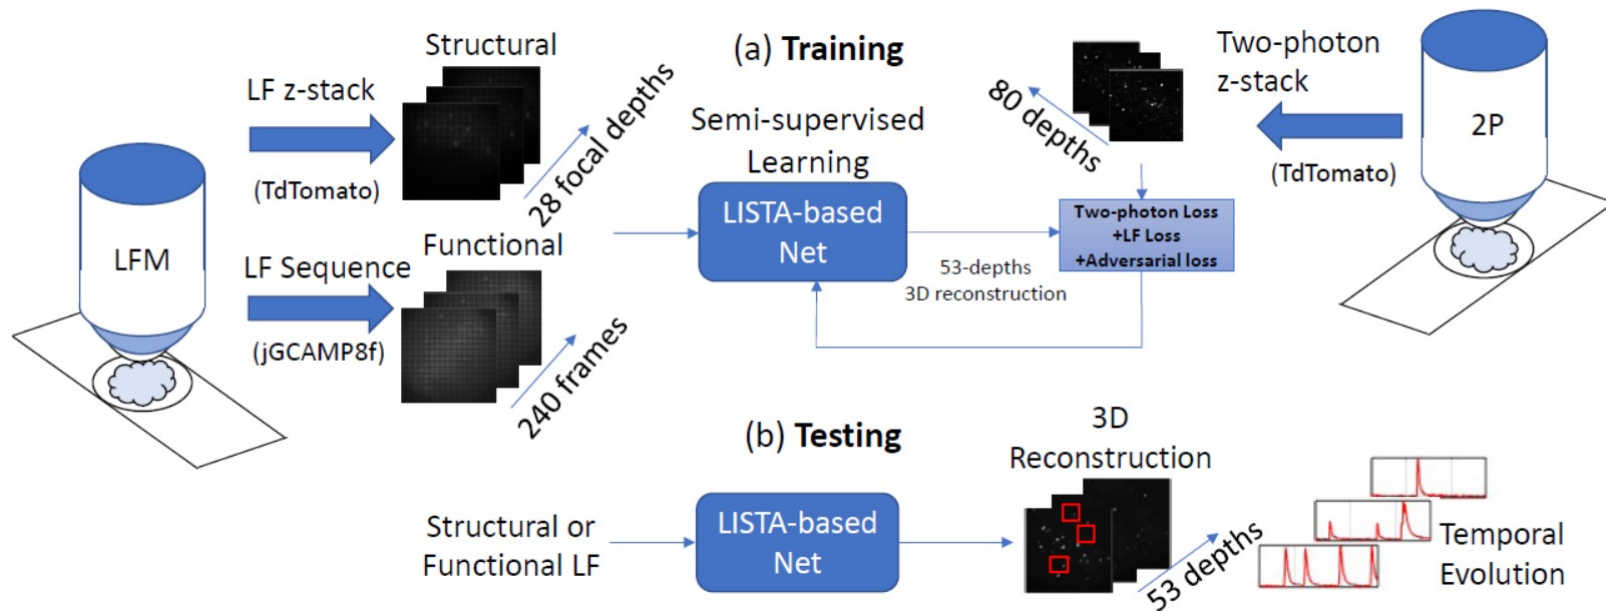 (a) Training
Structural
LF z-stack
(TdTomato)
28 focal depths
LFM
Functional
LF Sequence
(jGCAMP8f)
240 frames
Semi-supervised
Learning
LISTA-based
Net
53-depths
3D reconstruction
80 depths
Two-photon Loss
+LF Loss
+Adversarial loss
Two-photon
z-stack
(TdTomato)
2P
(b) Testing
Structural or
Functional LF
LISTA-based
Net
3D
Reconstruction
53 depths
Temporal
Evolution